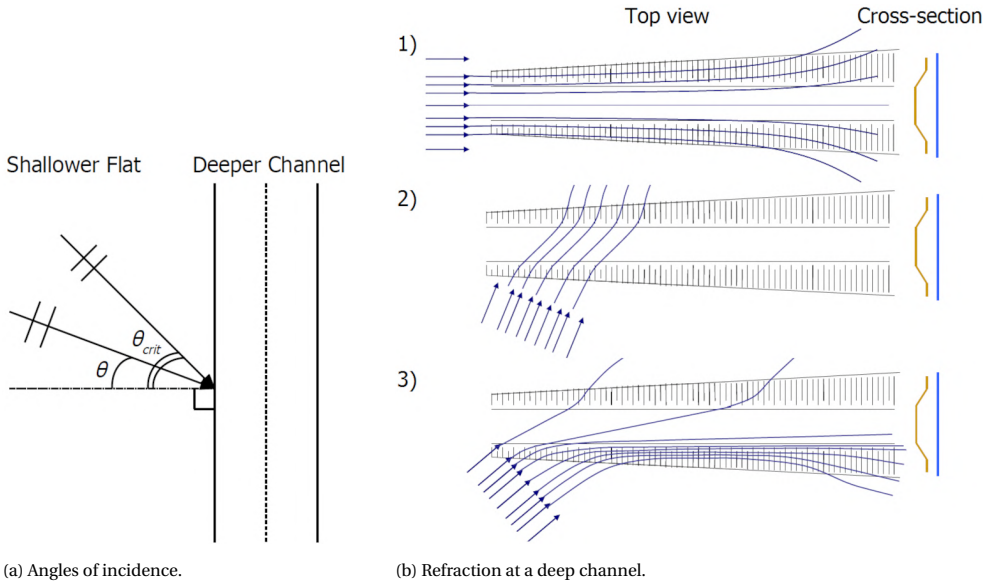 Shallower Flat
Deeper Channel
θcrit
θ
(a) Angles of incidence.
Top view
Cross-section
1)
2)
3)
(b) Refraction at a deep channel.